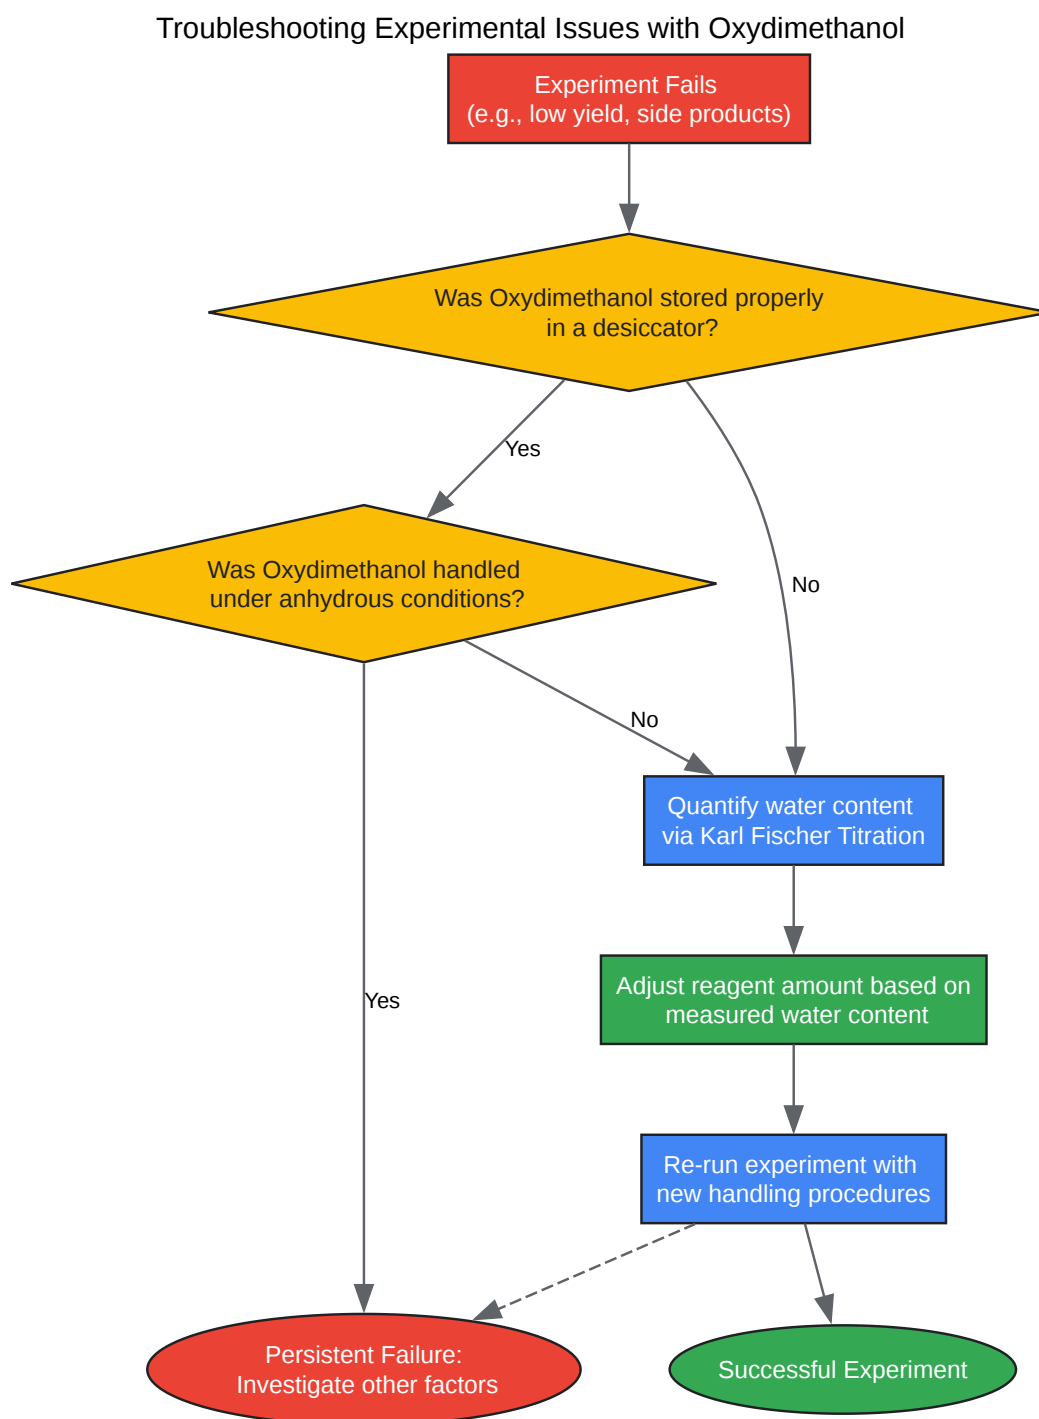 Troubleshooting Experimental Issues with Oxydimethanol
Experiment Fails
(e.g., low yield, side products)
Was Oxydimethanol stored properly
in a desiccator?
Yes
Was Oxydimethanol handled
under anhydrous conditions?
No
No
Quantify water content
via Karl Fischer Titration
Adjust reagent amount based on
measured water content
Yes
Re-run experiment with
new handling procedures
Persistent Failure:
Investigate other factors
Successful Experiment